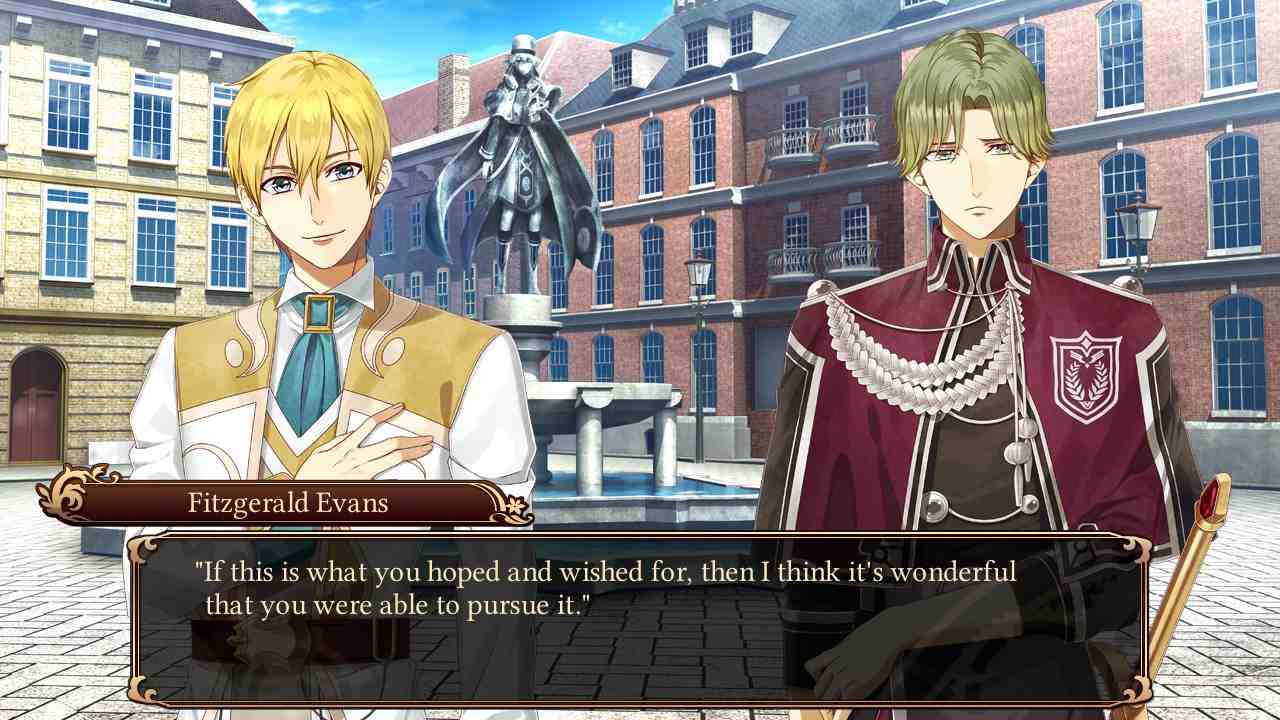 Fitzgerald Evans
"If this is what you hoped and wished for, then I think it's wonderful
that you were able to pursue it."